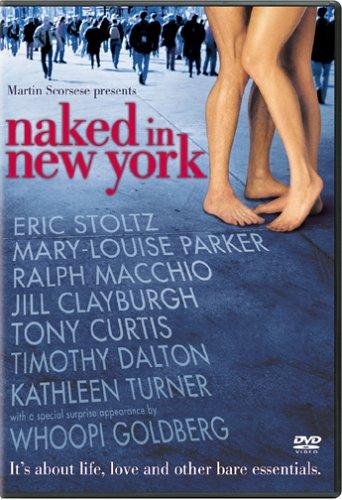 Martin Scorsese presents
naked in
new york
ERIC STOLTZ
MARY-LOUISE PARKER
RALPH MACCHIO
JILL CLAYBURGH
TONY CURTIS
TIMOTHY DALTON
KATHLEEN TURNER
with a special surprise appearance by
WHOOPI GOLDBERG
DVD
VIDEO
It's about life, love and other bare essentials.